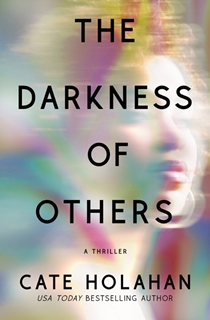 THE
DARKNESS
OF
OTHERS
A THRILLER
CATE HOLAHAN
USA TODAY BESTSELLING AUTHOR